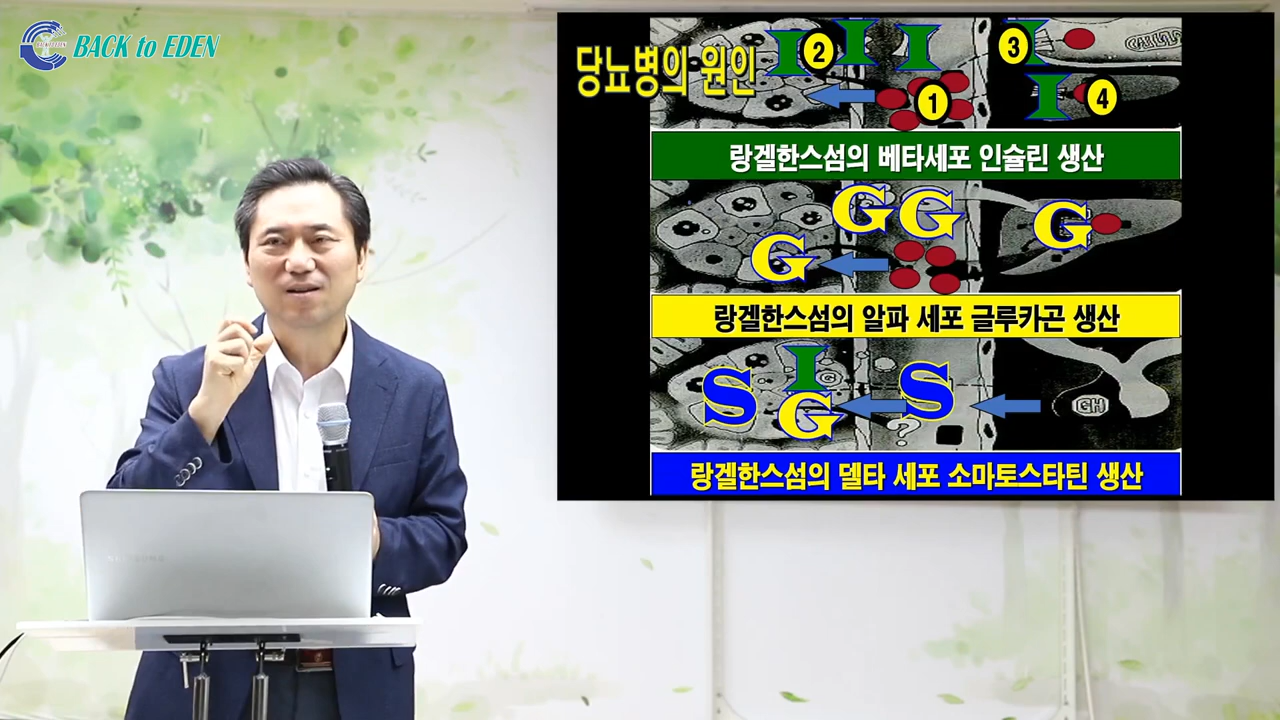 BACK to EDEN
당뇨병의 원인
I
2
I
I
I
3
1
I
4
랑겔한스섬의 베타세포 인슐린 생산
G
G
G
G
랑겔한스섬의 알파 세포 글루카곤 생산
S
I
G
S
?
GH
랑겔한스섬의 델타 세포 소마토스타틴 생산